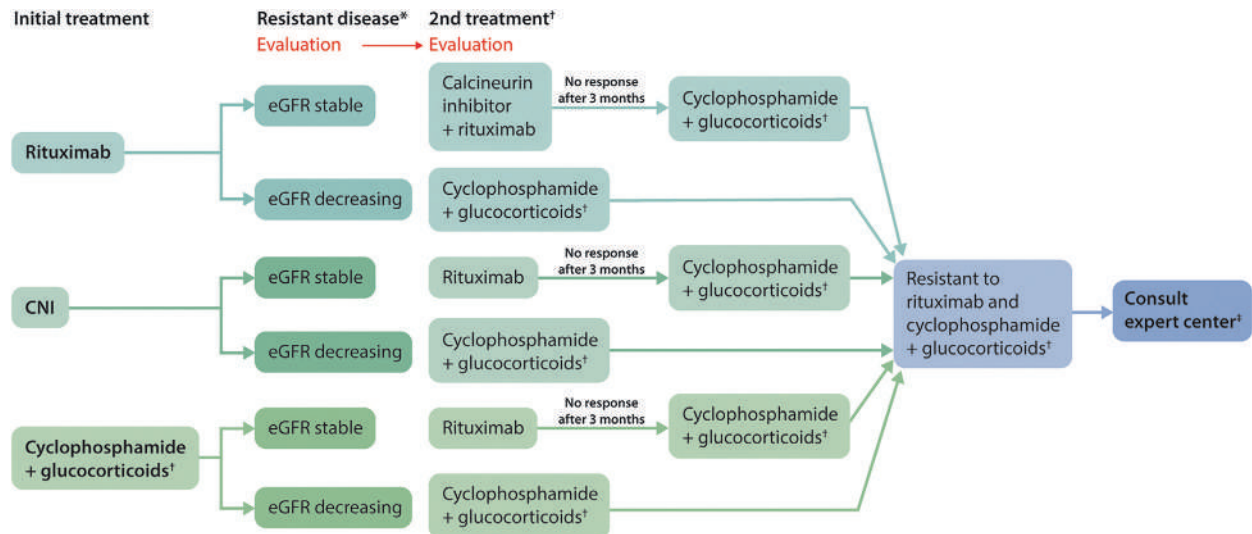 Initial treatment
Resistant disease*
2nd treatment†
Evaluation
Evaluation
Rituximab
eGFR stable
Calcineurin
inhibitor
+ rituximab
No response
after 3 months
Cyclophosphamide
+ glucocorticoids†
eGFR decreasing
Cyclophosphamide
+ glucocorticoids†
CNI
eGFR stable
Rituximab
No response
after 3 months
Cyclophosphamide
+ glucocorticoids†
eGFR decreasing
Cyclophosphamide
+ glucocorticoids†
Cyclophosphamide
+ glucocorticoids†
eGFR stable
Rituximab
No response
after 3 months
Cyclophosphamide
+ glucocorticoids†
eGFR decreasing
Cyclophosphamide
+ glucocorticoids†
Resistant to
rituximab and
cyclophosphamide
+ glucocorticoids†
Consult
expert center‡